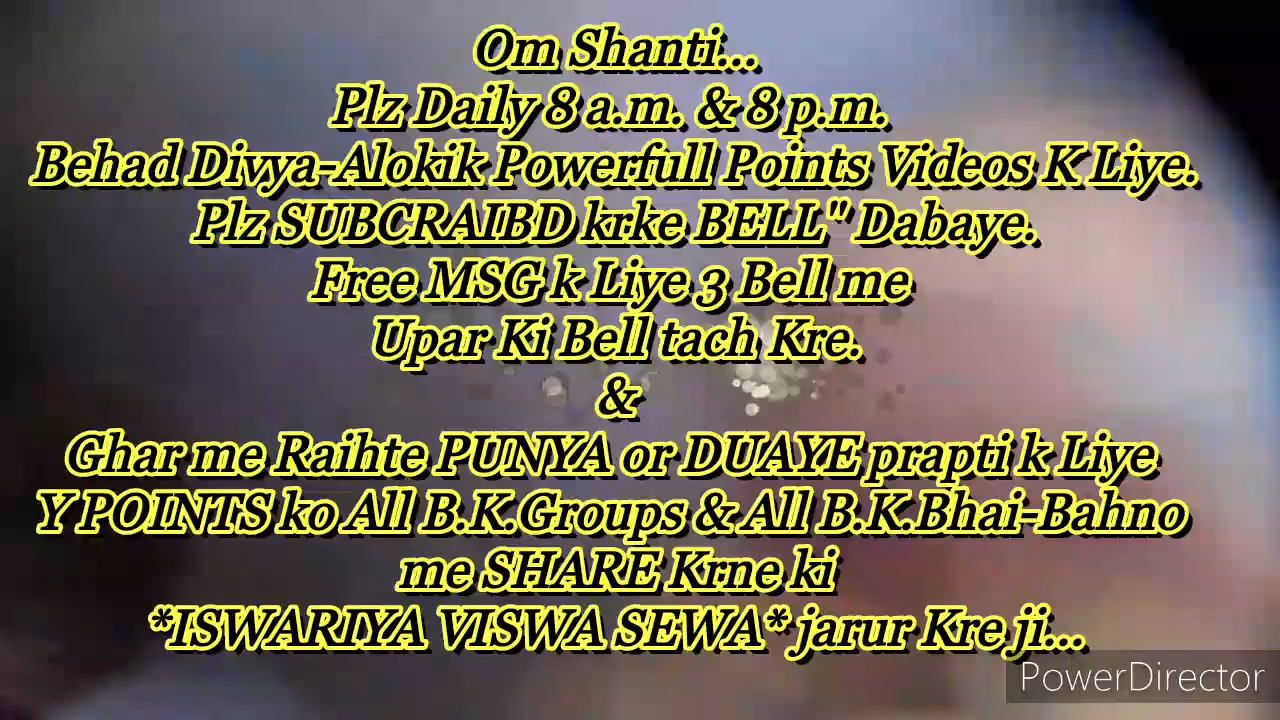 Om Shanti...
Plz Daily 8 a.m. & 8 p.m.
Behad Divya-Alokik Powerfull Points Videos K Liye.
Plz SUBCRAIBD krke BELL" Dabaye.
Free MSG k Liye 3 Bell me
Upar Ki Bell tach Kre.
&
Ghar me Raihte PUNYA or DUAYE prapti k Liye
Y POINTS ko All B.K.Groups & All B.K.Bhai-Bahno
me SHARE Krne ki
*ISWARIYA VISWA SEWA* jarur Kre ji...
PowerDirector